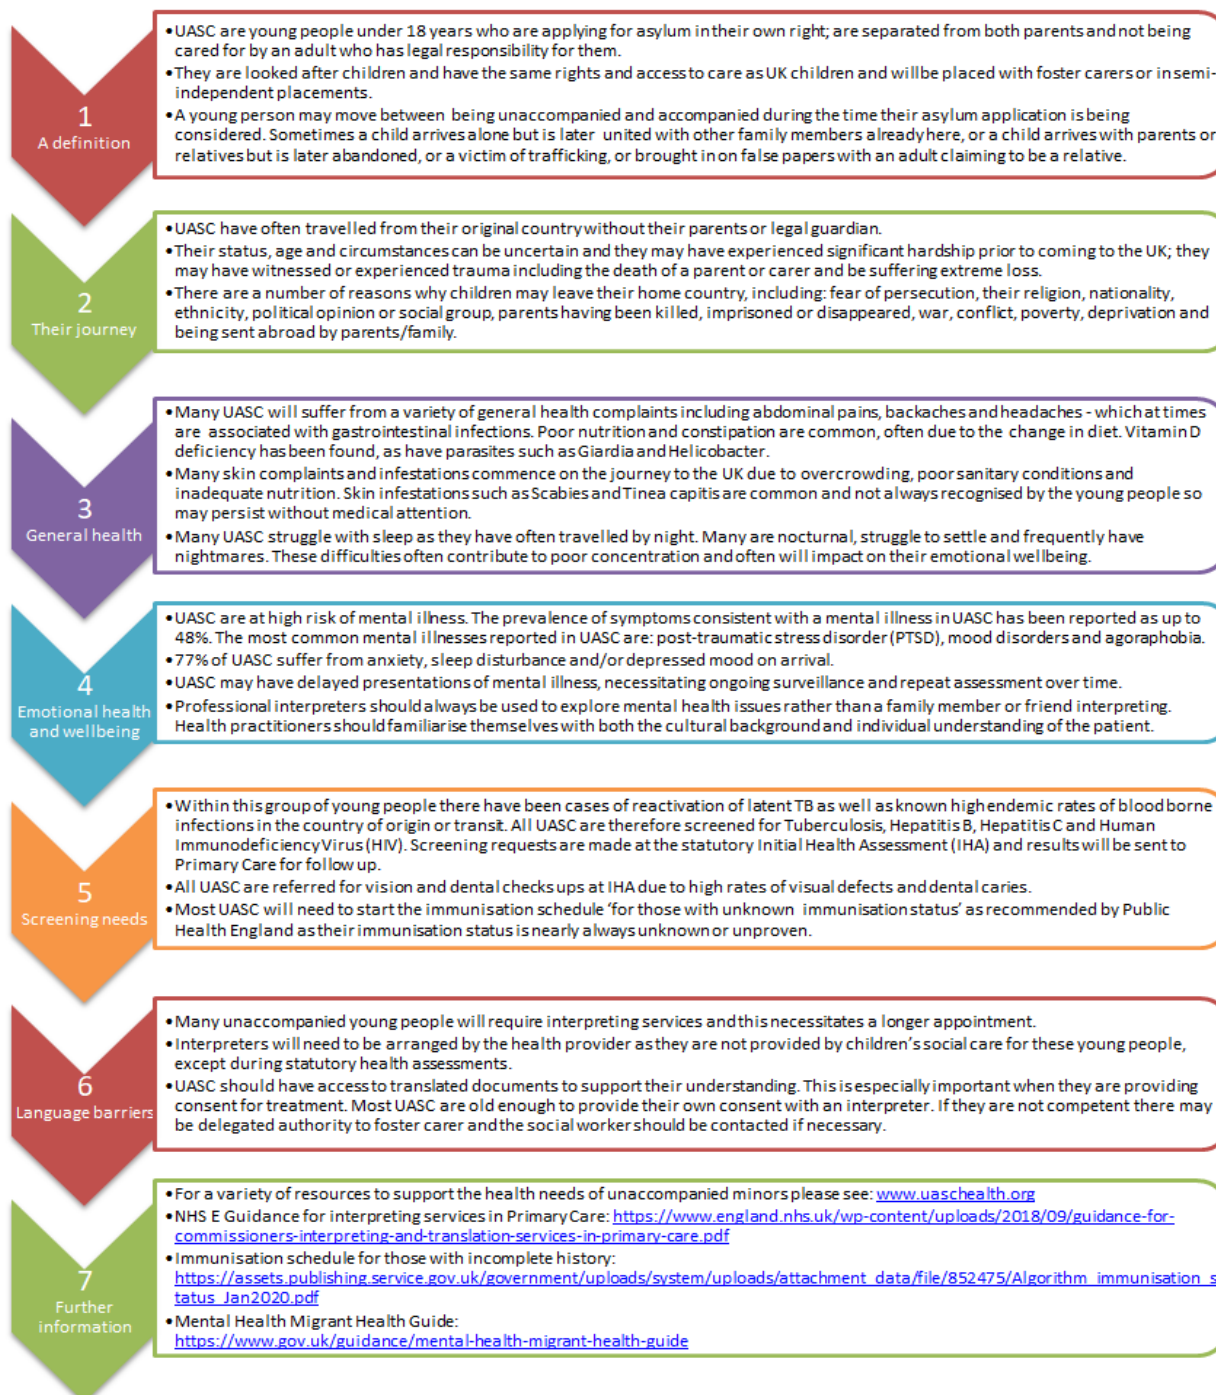 1
A definition
•UASC are young people under 18 years who are applying for asylum in their own right; are separated from both parents and not being
cared for by an adult who has legal responsibility for them.
•They are looked after children and have the same rights and access to care as UK children and will be placed with foster carers or in semi-
independent placements.
•A young person may move between being unaccompanied and accompanied during the time their asylum application is being
considered. Sometimes a child arrives alone but is later united with other family members already here, or a child arrives with parents or
relatives but is later abandoned, or a victim of trafficking, or brought in on false papers with an adult claiming to be a relative.
2
Their journey
•UASC have often travelled from their original country without their parents or legal guardian.
•Their status, age and circumstances can be uncertain and they may have experienced significant hardship prior to coming to the UK; they
may have witnessed or experienced trauma including the death of a parent or carer and be suffering extreme loss.
•There are a number of reasons why children may leave their home country, including: fear of persecution, their religion, nationality,
ethnicity, political opinion or social group, parents having been killed, imprisoned or disappeared, war, conflict, poverty, deprivation and
being sent abroad by parents/family.
3
General health
•Many UASC will suffer from a variety of general health complaints including abdominal pains, backaches and headaches - which at times
are associated with gastrointestinal infections. Poor nutrition and constipation are common, often due to the change in diet. Vitamin D
deficiency has been found, as have parasites such as Giardia and Helicobacter.
•Many skin complaints and infestations commence on the journey to the UK due to overcrowding, poor sanitary conditions and
inadequate nutrition. Skin infestations such as Scabies and Tinea capitis are common and not always recognised by the young people so
may persist without medical attention.
•Many UASC struggle with sleep as they have often travelled by night. Many are nocturnal, struggle to settle and frequently have
nightmares. These difficulties often contribute to poor concentration and often will impact on their emotional wellbeing.
4
Emotional health
and wellbeing
•UASC are at high risk of mental illness. The prevalence of symptoms consistent with a mental illness in UASC has been reported as up to
48%. The most common mental illnesses reported in UASC are: post-traumatic stress disorder (PTSD), mood disorders and agoraphobia.
•77% of UASC suffer from anxiety, sleep disturbance and/or depressed mood on arrival.
•UASC may have delayed presentations of mental illness, necessitating ongoing surveillance and repeat assessment over time.
•Professional interpreters should always be used to explore mental health issues rather than a family member or friend interpreting.
Health practitioners should familiarise themselves with both the cultural background and individual understanding of the patient.
5
Screening needs
•Within this group of young people there have been cases of reactivation of latent TB as well as known high endemic rates of blood borne
infections in the country of origin or transit. All UASC are therefore screened for Tuberculosis, Hepatitis B, Hepatitis C and Human
Immunodeficiency Virus (HIV). Screening requests are made at the statutory Initial Health Assessment (IHA) and results will be sent to
Primary Care for follow up.
•All UASC are referred for vision and dental checks ups at IHA due to high rates of visual defects and dental caries.
•Most UASC will need to start the immunisation schedule ‘for those with unknown immunisation status’ as recommended by Public
Health England as their immunisation status is nearly always unknown or unproven.
6
Language barriers
•Many unaccompanied young people will require interpreting services and this necessitates a longer appointment.
•Interpreters will need to be arranged by the health provider as they are not provided by children’s social care for these young people,
except during statutory health assessments.
•UASC should have access to translated documents to support their understanding. This is especially important when they are providing
consent for treatment. Most UASC are old enough to provide their own consent with an interpreter. If they are not competent there may
be delegated authority to foster carer and the social worker should be contacted if necessary.
7
Further
information
•For a variety of resources to support the health needs of unaccompanied minors please see: www.uaschealth.org
•NHS E Guidance for interpreting services in Primary Care: https://www.england.nhs.uk/wp-content/uploads/2018/09/guidance-for-
commissioners-interpreting-and-translation-services-in-primary-care.pdf
•Immunisation schedule for those with incomplete history:
https://assets.publishing.service.gov.uk/government/uploads/system/uploads/attachment_data/file/852475/Algorithm_immunisation_s
tatus_Jan2020.pdf
•Mental Health Migrant Health Guide:
https://www.gov.uk/guidance/mental-health-migrant-health-guide